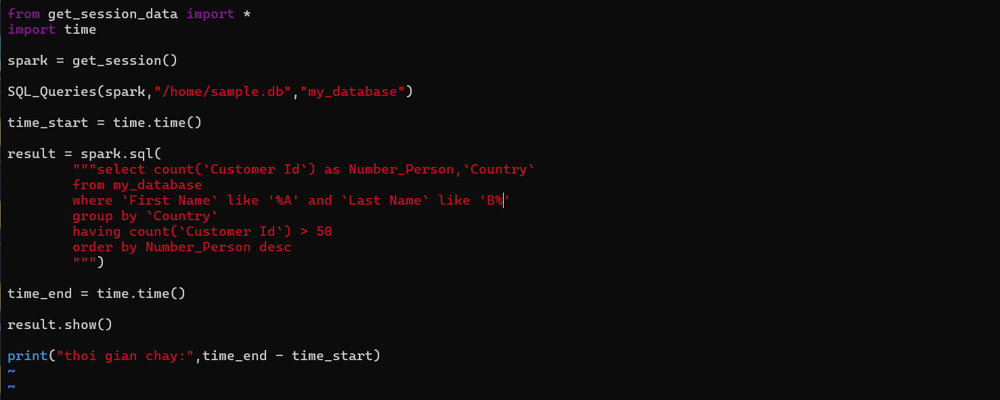 from get_session_data import *
import time
spark = get_session()
SQL_Queries(spark,"/home/sample.db","my_database")
time_start = time.time()
result = spark.sql(
        """select count(`Customer Id`) as Number_Person,`Country`
        from my_database
        where `First Name` like '%A' and `Last Name` like 'B%'
        group by `Country`
        having count(`Customer Id`) > 50
        order by Number_Person desc
        """)
time_end = time.time()
result.show()
print("thoi gian chay:",time_end - time_start)
~
~